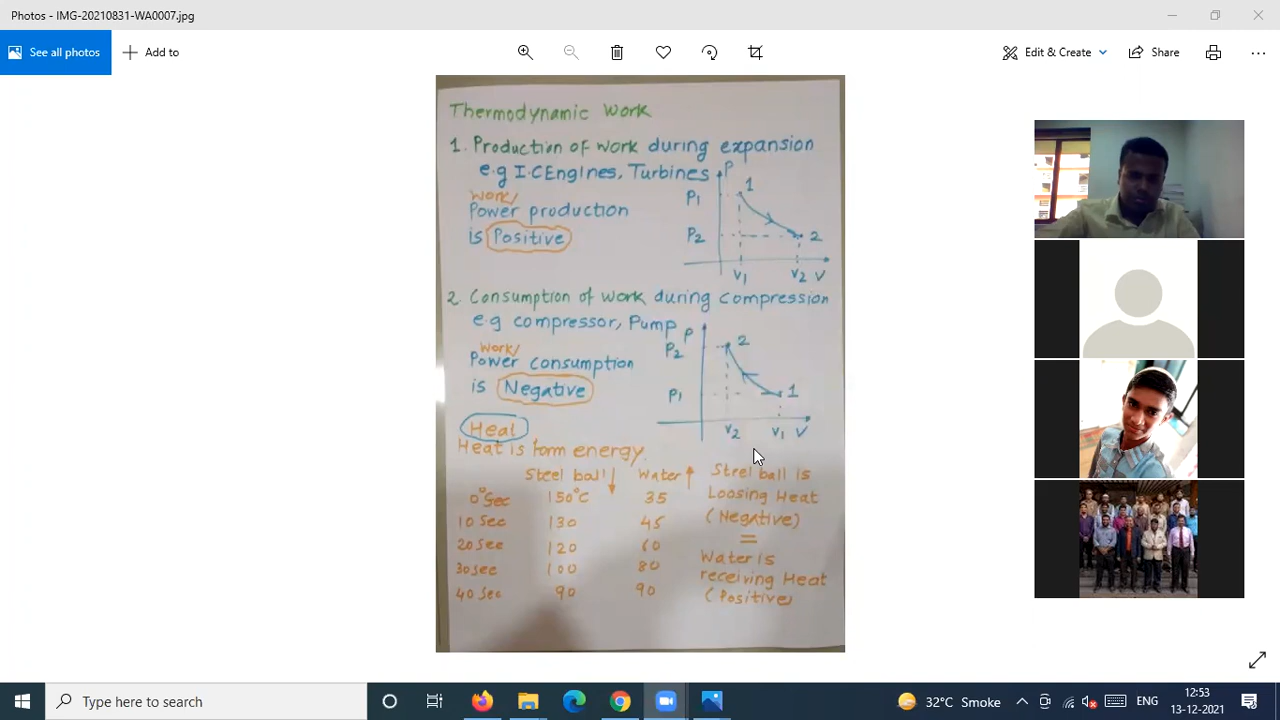 Photos - IMG-20210831-WA0007.jpg
See all photos
Add to
Edit & Create
Share
Thermodynamic Work
1. Production of work during expansion
e.g I.C Engines, Turbines
Work/
Power production
is Positive
P
P1
P2
1
2
V1
V2
V
2. Consumption of work during compression
e.g compressor, Pump
Work/
Power consumption
is Negative
P
P2
P1
2
1
V2
V1
V
Heat
Heat is form energy
Steel ball ↓ Water ↑
0°Sec 150°C 35
10 Sec 130 45
20 Sec 120 60
30 Sec 100 80
40 Sec 90 90
Steel ball is
Loosing Heat
(Negative)
=
Water is
receiving Heat
(Positive)
Type here to search
32°C Smoke
ENG
12:53
13-12-2021